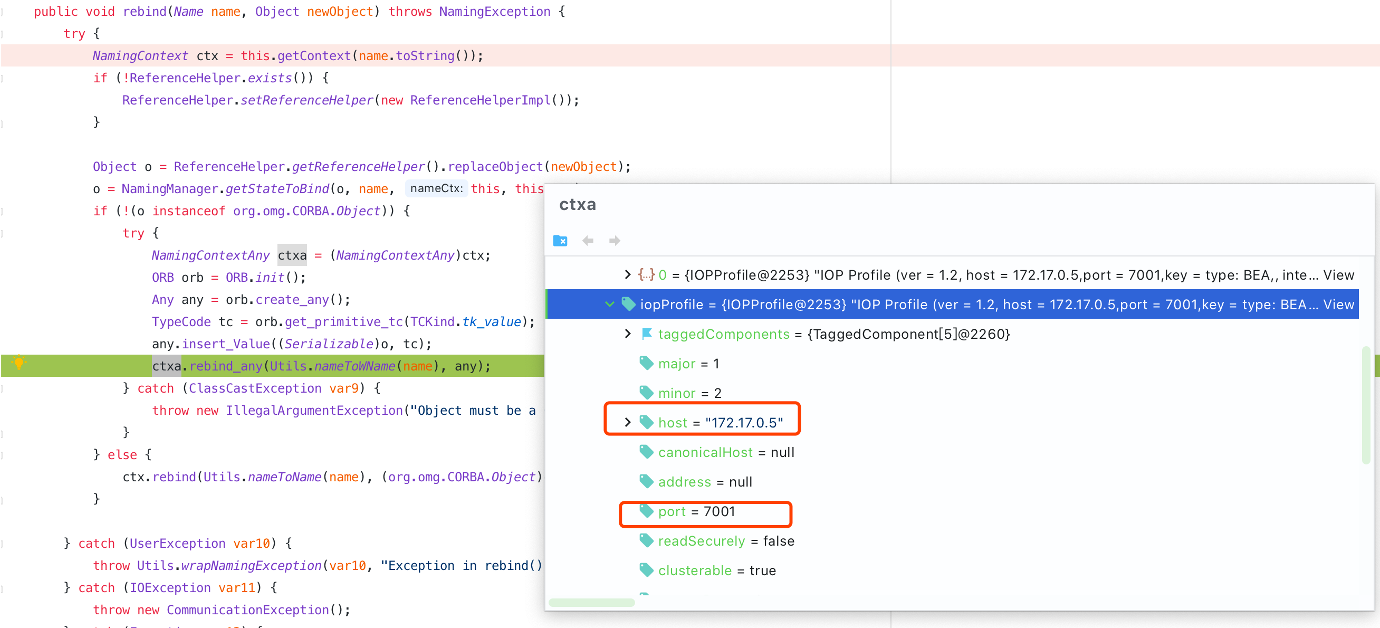 public void rebind(Name name, Object newObject) throws NamingException {
try {
NamingContext ctx = this.getContext(name.toString());
if (!ReferenceHelper.exists()) {
ReferenceHelper.setReferenceHelper(new ReferenceHelperImpl());
}
Object o = ReferenceHelper.getReferenceHelper().replaceObject(newObject);
o = NamingManager.getStateToBind(o, name, nameCtx: this, this
if (!(o instanceof org.omg.CORBA.Object)) {
try {
NamingContextAny ctxa = (NamingContextAny)ctx;
ORB orb = ORB.init();
Any any = orb.create_any();
TypeCode tc = orb.get_primitive_tc(TCKind.tk_value);
any.insert_Value((Serializable)o, tc);
ctxa.rebind_any(Utils.nameToWName(name), any);
} catch (ClassCastException var9) {
throw new IllegalArgumentException("Object must be a
}
} else {
ctx.rebind(Utils.nameToName(name), (org.omg.CORBA.Object)
}
} catch (UserException var10) {
throw Utils.wrapNamingException(var10, "Exception in rebind()
} catch (IOException var11) {
throw new CommunicationException();
ctxa
{..} 0 = {IOPProfile@2253} "IOP Profile (ver = 1.2, host = 172.17.0.5,port = 7001,key = type: BEA,, inte... View
iopProfile = {IOPProfile@2253} "IOP Profile (ver = 1.2, host = 172.17.0.5,port = 7001,key = type: BEA... View
taggedComponents = {TaggedComponent[5]@2260}
major = 1
minor = 2
host = "172.17.0.5"
canonicalHost = null
address = null
port = 7001
readSecurely = false
clusterable = true